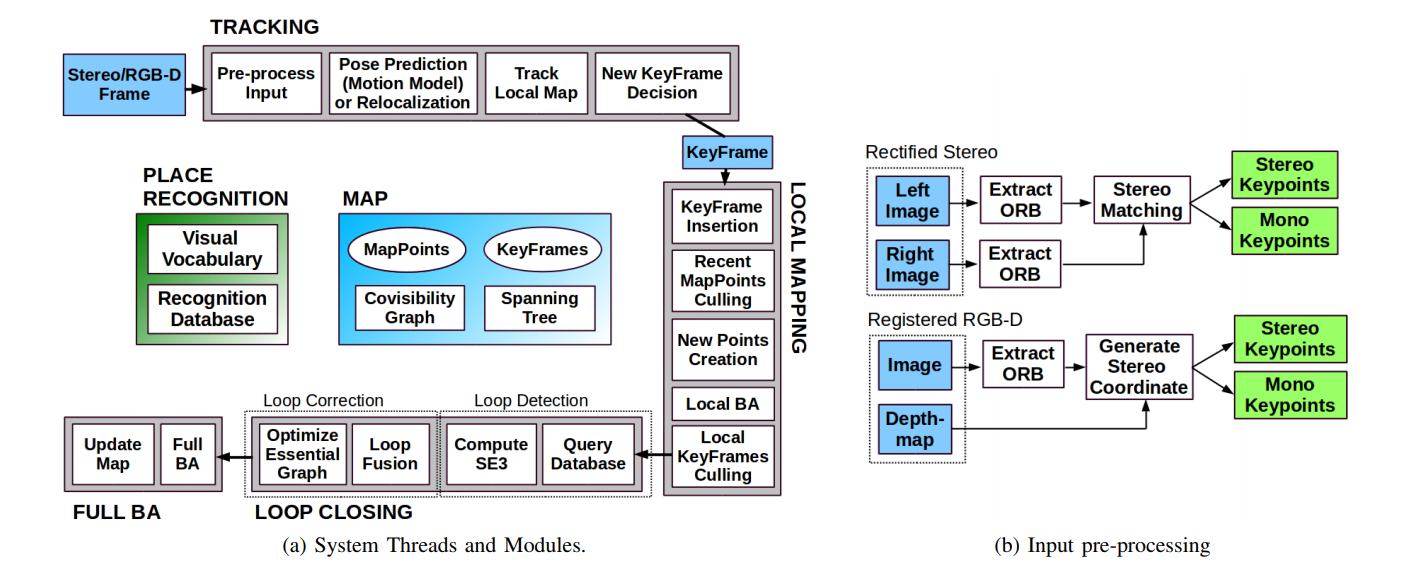 TRACKING
Stereo/RGB-D
Frame
Pre-process
Input
Pose Prediction
(Motion Model)
or Relocalization
Track
Local Map
New KeyFrame
Decision
KeyFrame
PLACE
RECOGNITION
Visual
Vocabulary
Recognition
Database
MAP
MapPoints
KeyFrames
Covisibility
Graph
Spanning
Tree
LOCAL MAPPING
KeyFrame
Insertion
Recent
MapPoints
Culling
New Points
Creation
Local BA
Local
KeyFrames
Culling
Loop Correction
Loop Detection
Optimize
Essential
Graph
Loop
Fusion
Compute
SE3
Query
Database
Update
Map
Full
BA
FULL BA
LOOP CLOSING
(a) System Threads and Modules.
Rectified Stereo
Left
Image
Extract
ORB
Stereo
Matching
Stereo
Keypoints
Mono
Keypoints
Right
Image
Extract
ORB
Registered RGB-D
Image
Extract
ORB
Generate
Stereo
Coordinate
Stereo
Keypoints
Mono
Keypoints
Depth-
map
(b) Input pre-processing